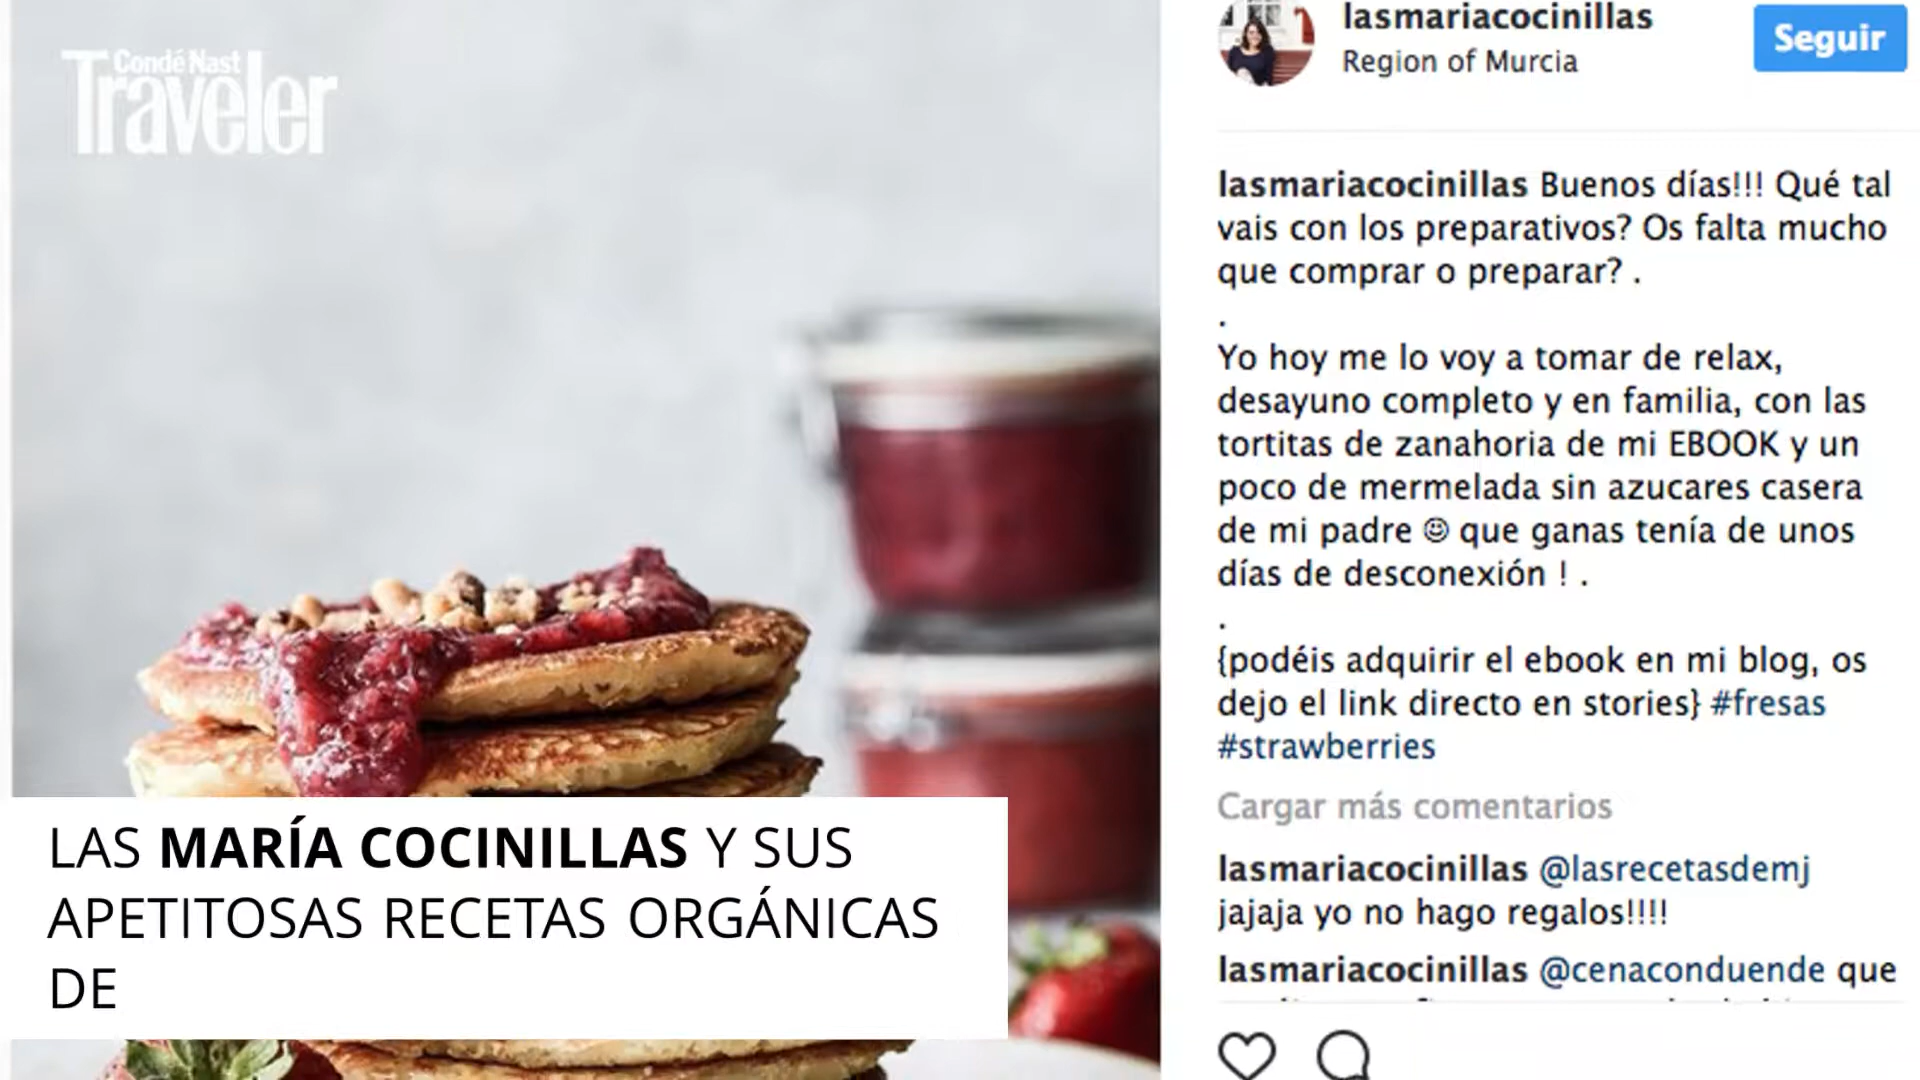 Condé Nast
Traveler
lasmariacocinillas
Region of Murcia
Seguir
lasmariacocinillas Buenos días!!! Qué tal
vais con los preparativos? Os falta mucho
que comprar o preparar? .
.
Yo hoy me lo voy a tomar de relax,
desayuno completo y en familia, con las
tortitas de zanahoria de mi EBOOK y un
poco de mermelada sin azucares casera
de mi padre ☺ que ganas tenía de unos
días de desconexión ! .
.
{podéis adquirir el ebook en mi blog, os
dejo el link directo en stories} #fresas
#strawberries
Cargar más comentarios
lasmariacocinillas @lasrecetasdemj
jajaja yo no hago regalos!!!!
lasmariacocinillas @cenaconduende que
LAS MARÍA COCINILLAS Y SUS
APETITOSAS RECETAS ORGÁNICAS
DE